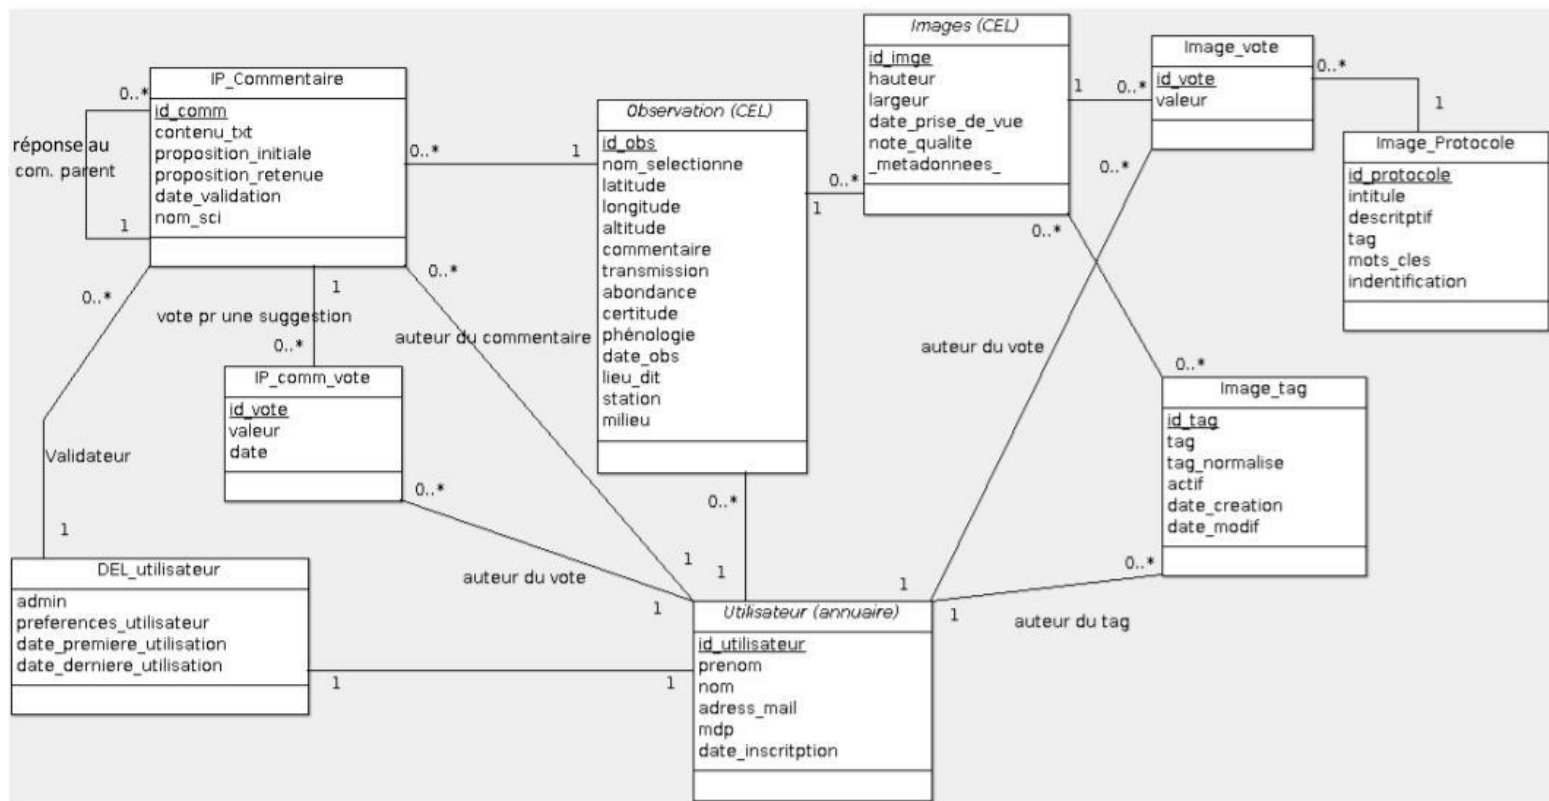 Images (CEL)
id_imge
hauteur
largeur
date_prise_de_vue
note_qualite
_metadonnees_
Image_vote
id_vote
valeur
0..*
1
1
0..*
Image_Protocole
id_protocole
intitule
descritptif
tag
mots_cles
indentification
IP_Commentaire
id_comm
contenu_txt
proposition_initiale
proposition_retenue
date_validation
nom_sci
0..*
réponse au
com. parent
1
0..*
1
Observation (CEL)
id_obs
nom_selectionne
latitude
longitude
altitude
commentaire
transmission
abondance
certitude
phénologie
date_obs
lieu_dit
station
milieu
0..*
1
0..*
0..*
0..*
1
0..*
vote pr une suggestion
auteur du commentaire
auteur du vote
0..*
0..*
IP_comm_vote
id_vote
valeur
date
Image_tag
id_tag
tag
tag_normalise
actif
date_creation
date_modif
Validateur
0..*
0..*
1
1
1
0..*
DEL_utilisateur
admin
preferences_utilisateur
date_premiere_utilisation
date_derniere_utilisation
auteur du vote
1
1
1
auteur du tag
Utilisateur (annuaire)
id_utilisateur
prenom
nom
adress_mail
mdp
date_inscritption
1
1